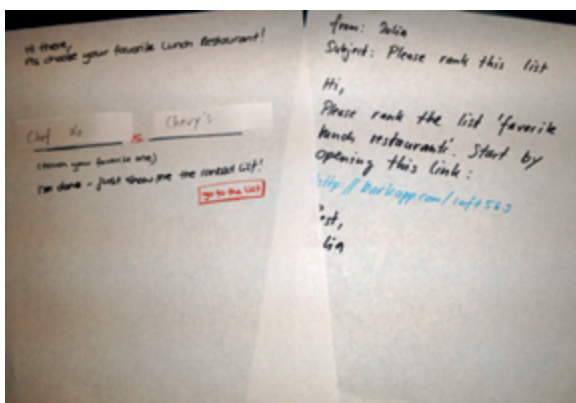 Hi there,
Pls choose your favorite Lunch Restaurant!
Chef Ko vs. Chevy's
(choose your favorite one)
I'm done - just show me the ranked list!
go to the list
from: Julia
Subject: Please rank this list
Hi,
Please rank the list 'favorite
lunch restaurants'. Start by
opening this link: